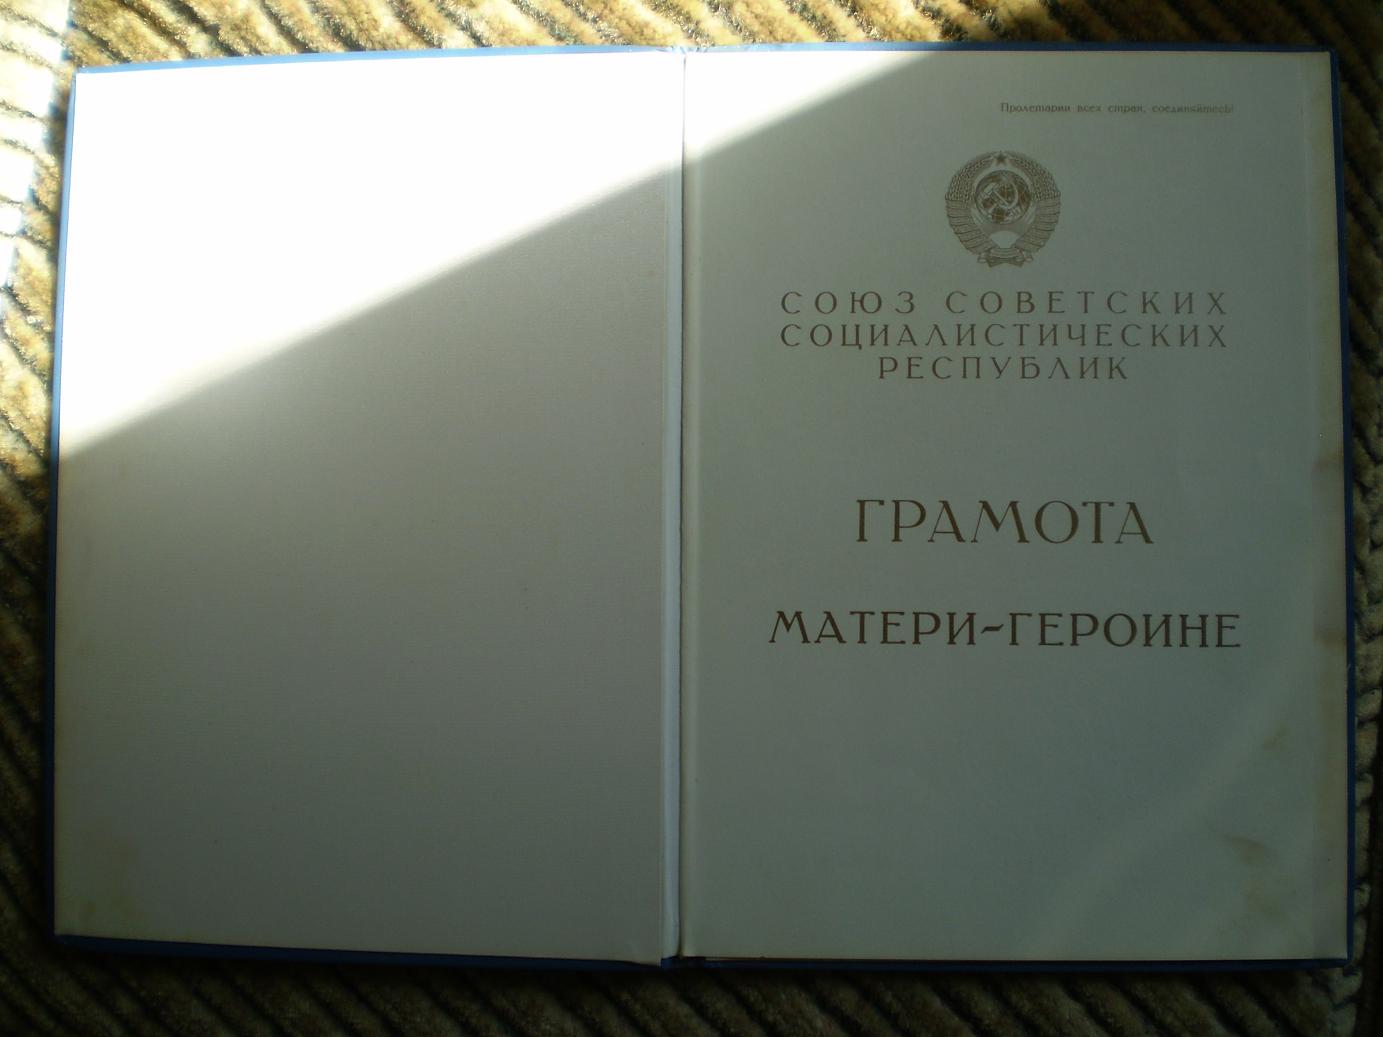 Пролетарии всех стран, соединяйтесь!
СОЮЗ СОВЕТСКИХ
СОЦИАЛИСТИЧЕСКИХ
РЕСПУБЛИК
ГРАМОТА
МАТЕРИ-ГЕРОИНЕ